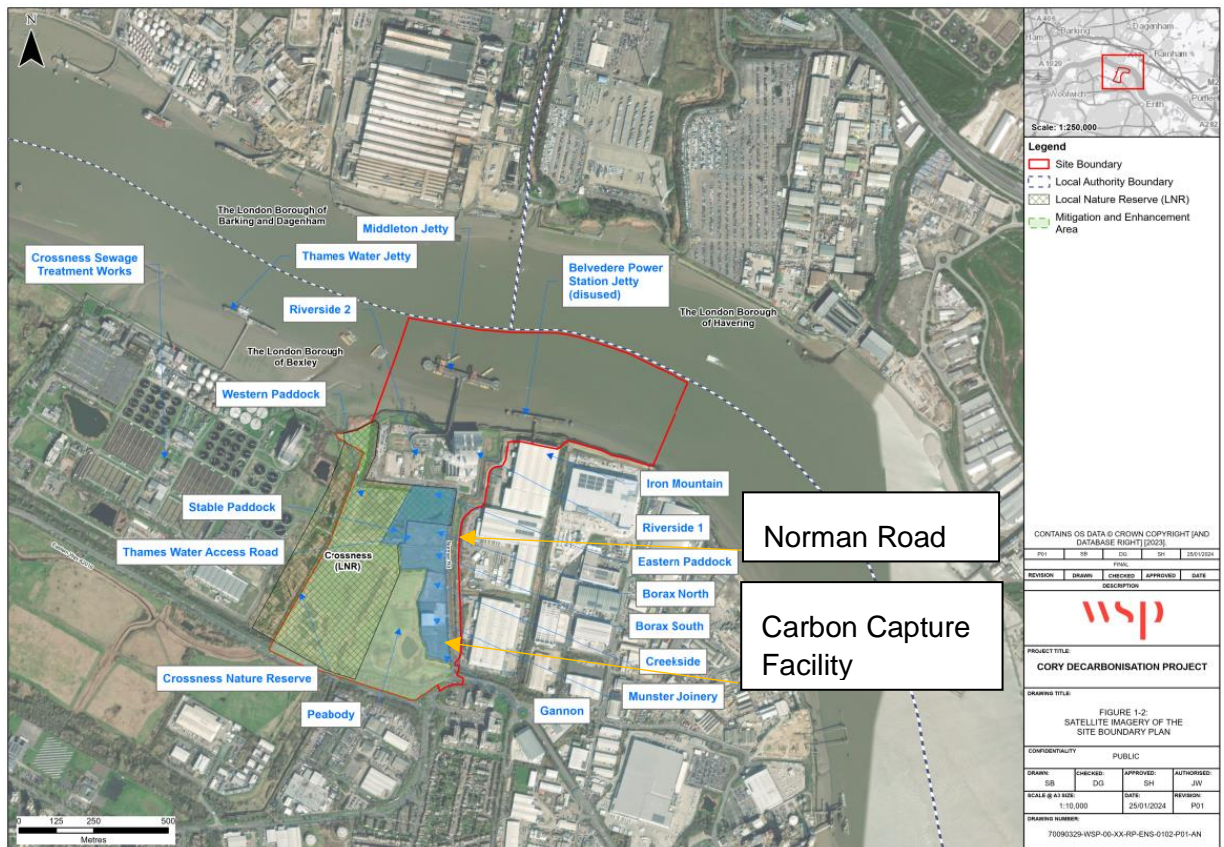 N
The London Borough of
Barking and Dagenham
Middleton Jetty
Crossness Sewage
Treatment Works
Thames Water Jetty
Belvedere Power
Station Jetty
(disused)
Riverside 2
The London Borough
of Havering
The London Borough
of Bexley
Western Paddock
Iron Mountain
Stable Paddock
Riverside 1
Norman Road
Thames Water Access Road
Crossness
(LNR)
Eastern Paddock
Borax North
Borax South
Carbon Capture
Facility
Creekside
Crossness Nature Reserve
Munster Joinery
Peabody
Gannon
0 125 250 500
Metres
A 406
Barking
Dagenham
Ham
A 1020
Rainham
Woolwich
Erith
Purfleet
Scale: 1:250,000
Legend
Site Boundary
Local Authority Boundary
Local Nature Reserve (LNR)
Mitigation and Enhancement
Area
CONTAINS OS DATA © CROWN COPYRIGHT [AND
DATABASE RIGHT] [2023].
P01 SB DG SH 25/01/2024
FINAL
REVISION DRAWN CHECKED APPROVED DATE
DESCRIPTION
wsp
PROJECT TITLE:
CORY DECARBONISATION PROJECT
DRAWING TITLE:
FIGURE 1-2:
SATELLITE IMAGERY OF THE
SITE BOUNDARY PLAN
CONFIDENTIALITY
PUBLIC
DRAWN: CHECKED: APPROVED: AUTHORISED:
SB DG SH JW
SCALE @ A3 SIZE: DATE: REVISION:
1:10,000 25/01/2024 P01
DRAWING NUMBER:
70090329-WSP-00-XX-RP-ENS-0102-P01-AN